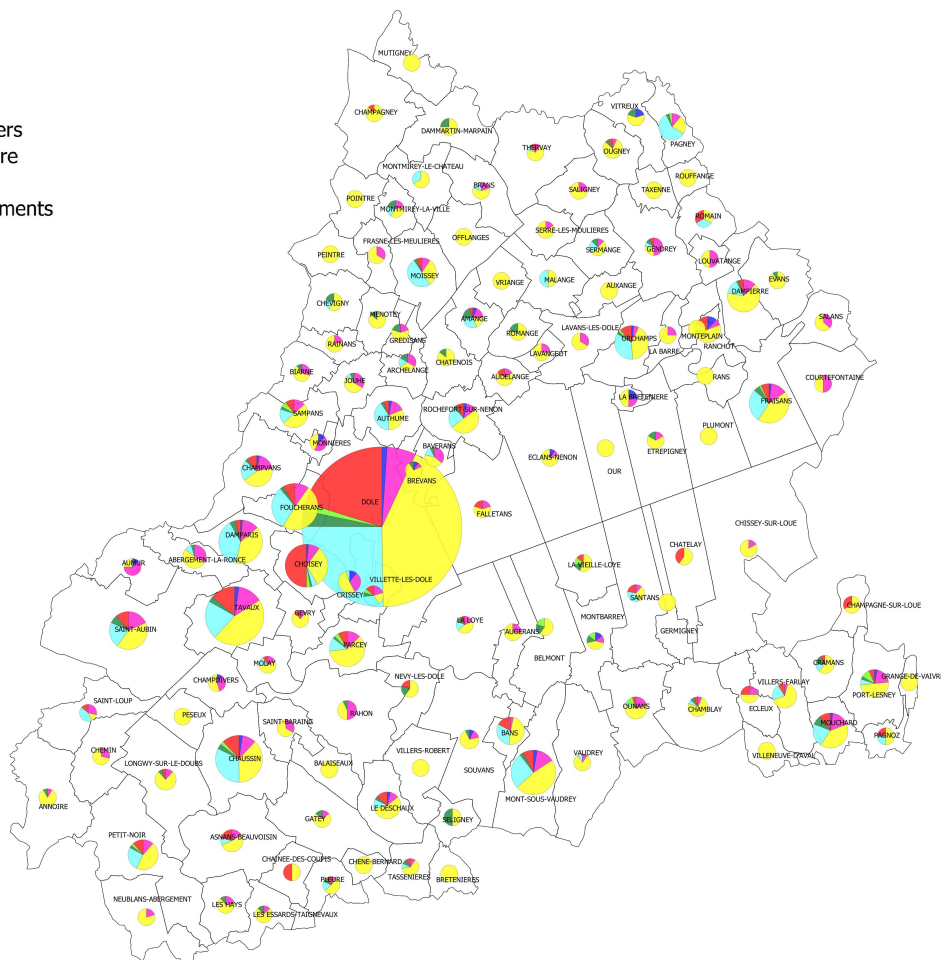 MUTIGNEY
ers
re
ments
CHAMPAGNEY
DAMMARTIN-MARPAIN
VITREUX
PAGNEY
THERVAY
OUGNEY
MONTMIREY-LE-CHATEAU
BRANS
SALIGNEY
TAXENNE
ROUFFANGE
POINTRE
MONTMIREY-LA-VILLE
ROMAIN
SERRE-LES-MOULIERES
OFFLANGES
FRASNE-LES-MEULIERES
SERMANGE
GENDREY
LOUVATANGE
PEINTRE
MOISSEY
VRIANGE
MALANGE
AUXANGE
DAMPIERRE
EVANS
CHEVIGNY
MENOTEY
GREDISANS
AMANGE
ROMANGE
LAVANS-LES-DOLE
ORCHAMPS
MONTEPLAIN
RANCHOT
SALANS
RAINANS
ARCHELANGE
CHATENOIS
LAVANGEOT
LA BARRE
BIARNE
JOUHE
AUDELANGE
RANS
COURTEFONTAINE
SAMPANS
AUTHUME
ROCHEFORT-SUR-NENON
LA BRETENIERE
FRAISANS
PLUMONT
MONNIERES
BAVERANS
ECLANS-NENON
OUR
ETREPIGNEY
CHAMPVANS
BREVANS
FOUCHERANS
DOLE
FALLETANS
CHISSEY-SUR-LOUE
DAMPARIS
ABERGEMENT-LA-RONCE
CHOISEY
VILLETTE-LES-DOLE
CRISSEY
AUMUR
LA-VIEILLE-LOYE
CHATELAY
TAVAUX
GEVRY
SANTANS
CHAMPAGNE-SUR-LOUE
SAINT-AUBIN
PARCEY
LA LOYE
AUGERANS
BELMONT
MONTBARREY
GERMIGNEY
MOLAY
NEVY-LES-DOLE
CRAMANS
CHAMPDIVERS
VILLERS-FARLAY
GRANGE-DE-VAIVRE
PORT-LESNEY
SAINT-LOUP
PESEUX
SAINT-BARAING
RAHON
OUNANS
CHAMBLAY
ECLEUX
MOUCHARD
BANS
PAGNOZ
CHEMIN
LONGWY-SUR-LE-DOUBS
CHAUSSIN
BALAISEAUX
VILLERS-ROBERT
SOUVANS
VAUDREY
VILLENEUVE-D'AVAL
ANNOIRE
MONT-SOUS-VAUDREY
LE DESCHAUX
GATEY
SELIGNEY
PETIT-NOIR
ASNANS-BEAUVOISIN
CHAINEE-DES-COUPIS
CHENE-BERNARD
TASSENIERES
BRETENIERES
PLEURE
NEUBLANS-ABERGEMENT
LES HAYS
LES ESSARDS-TAIGNEVAUX